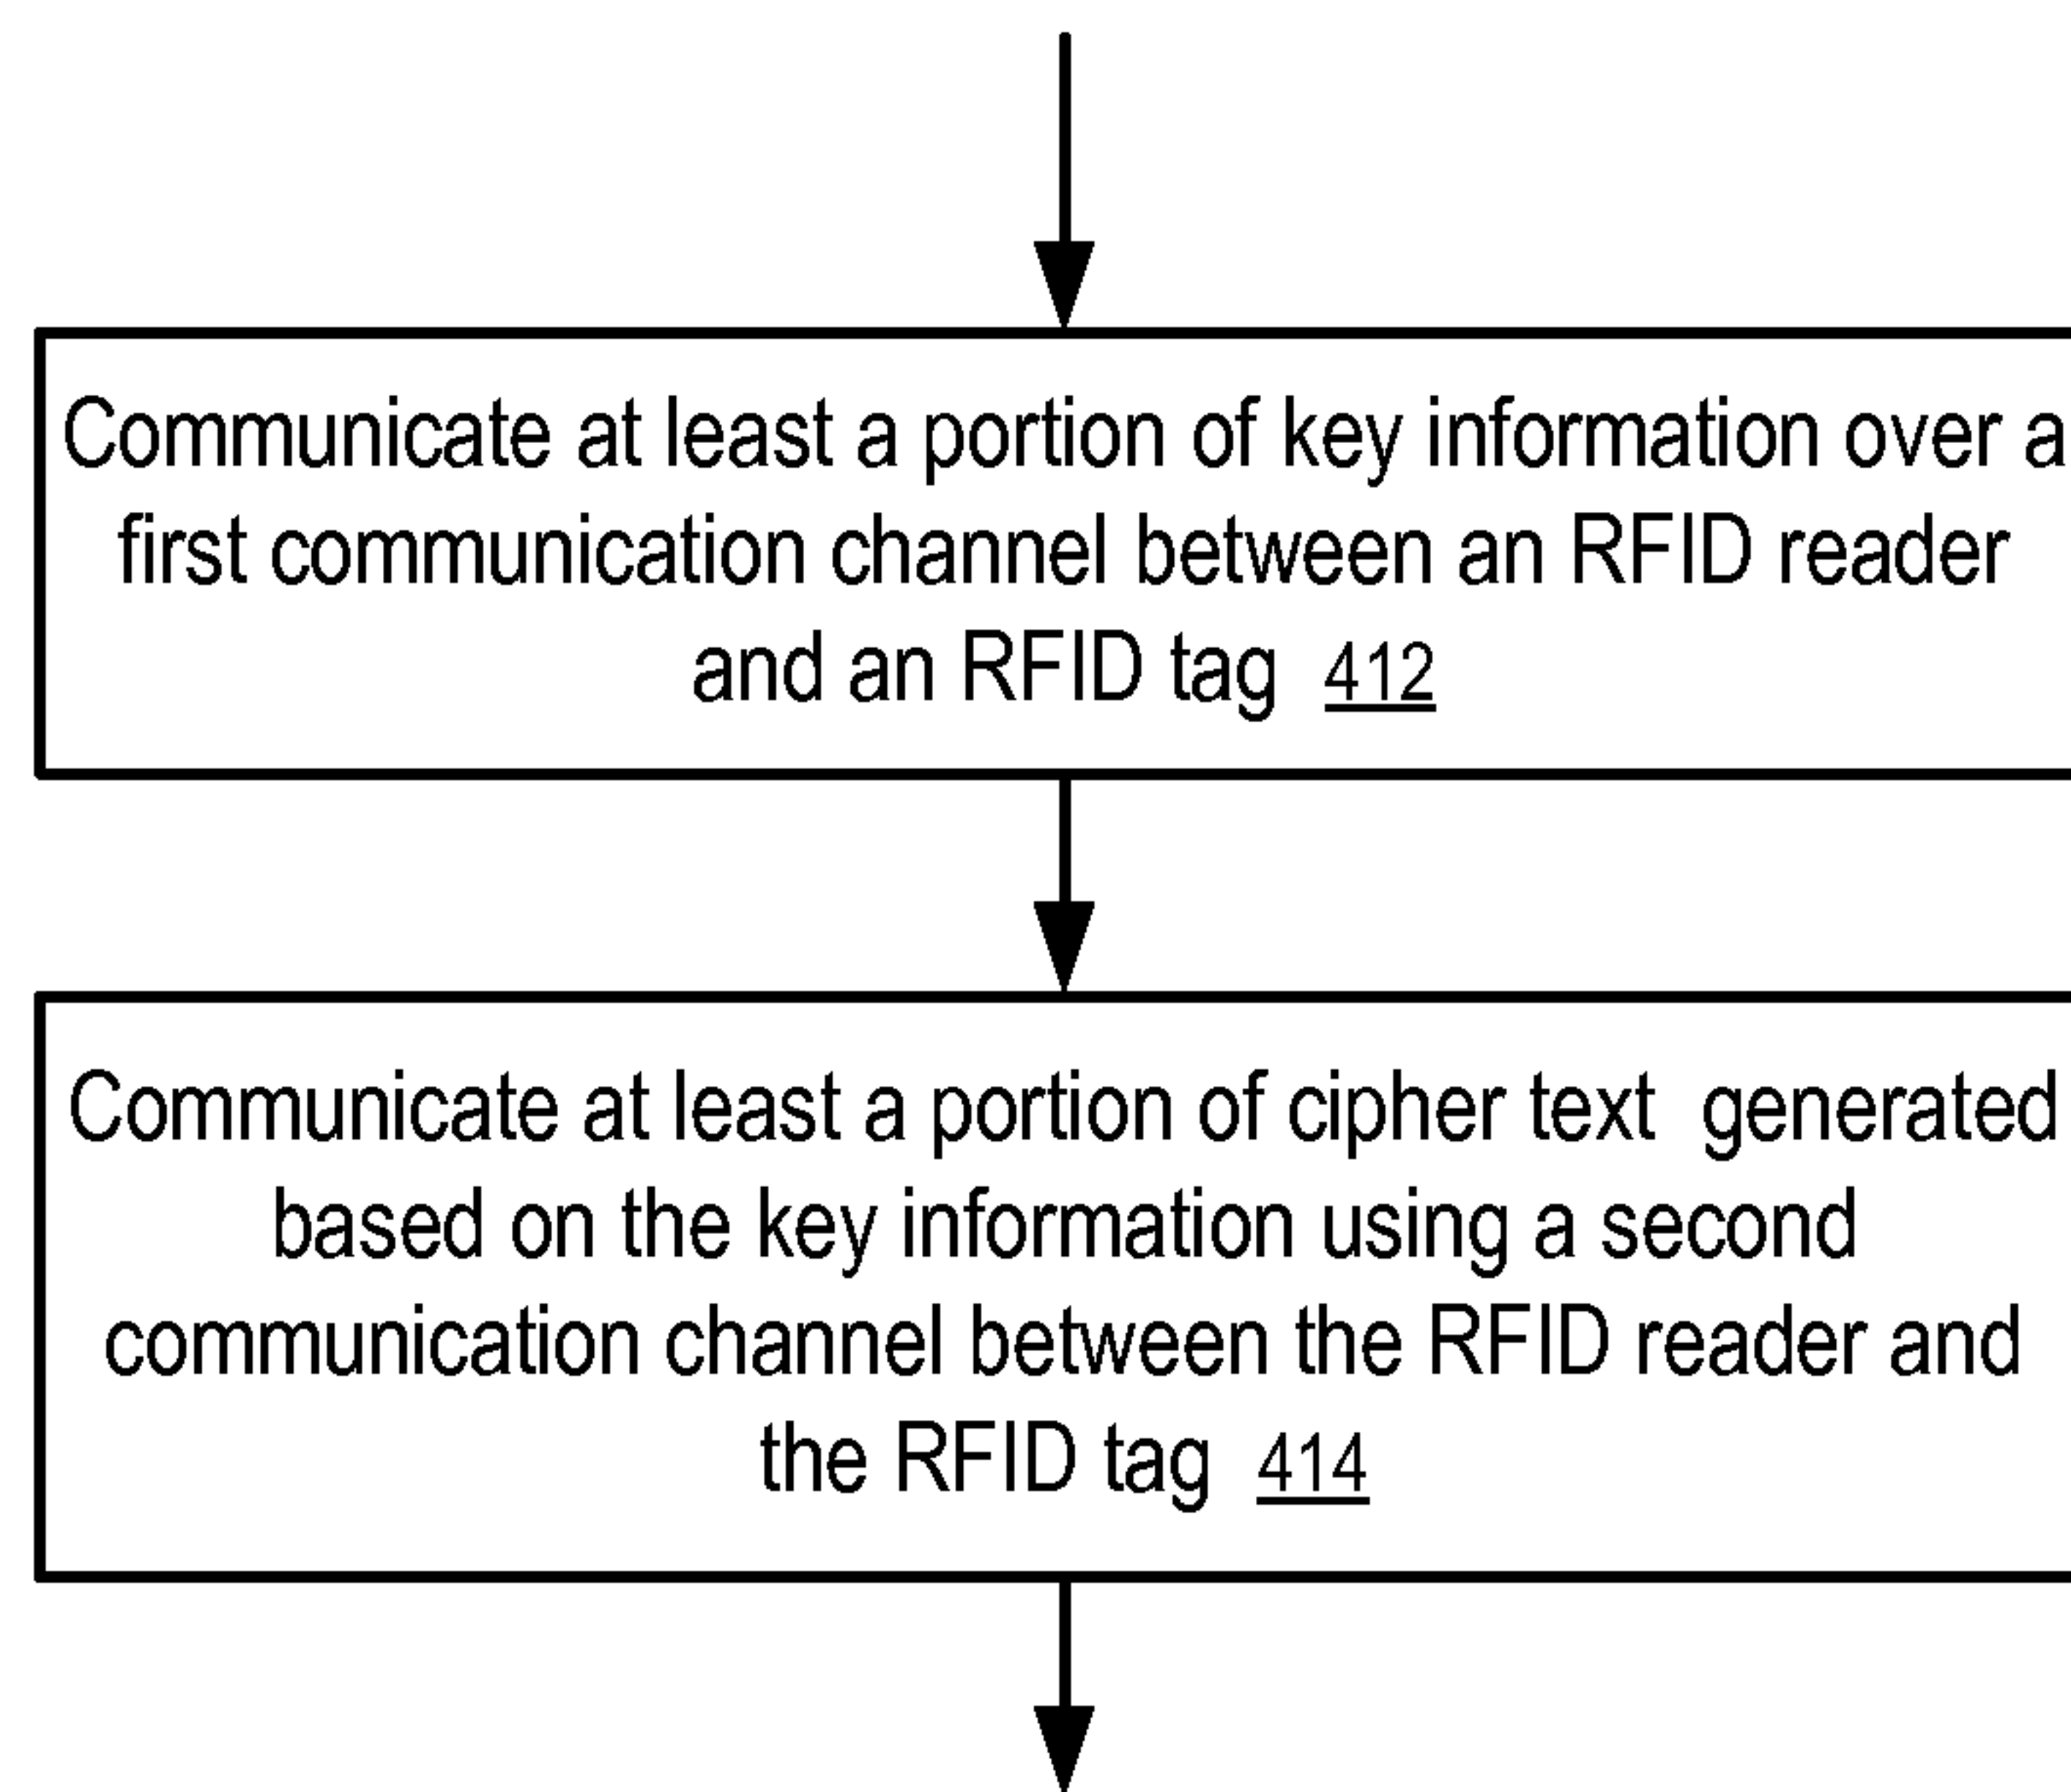 Communicate at least a portion of key information over a
first communication channel between an RFID reader
and an RFID tag 412
Communicate at least a portion of cipher text generated
based on the key information using a second
communication channel between the RFID reader and
the RFID tag 414